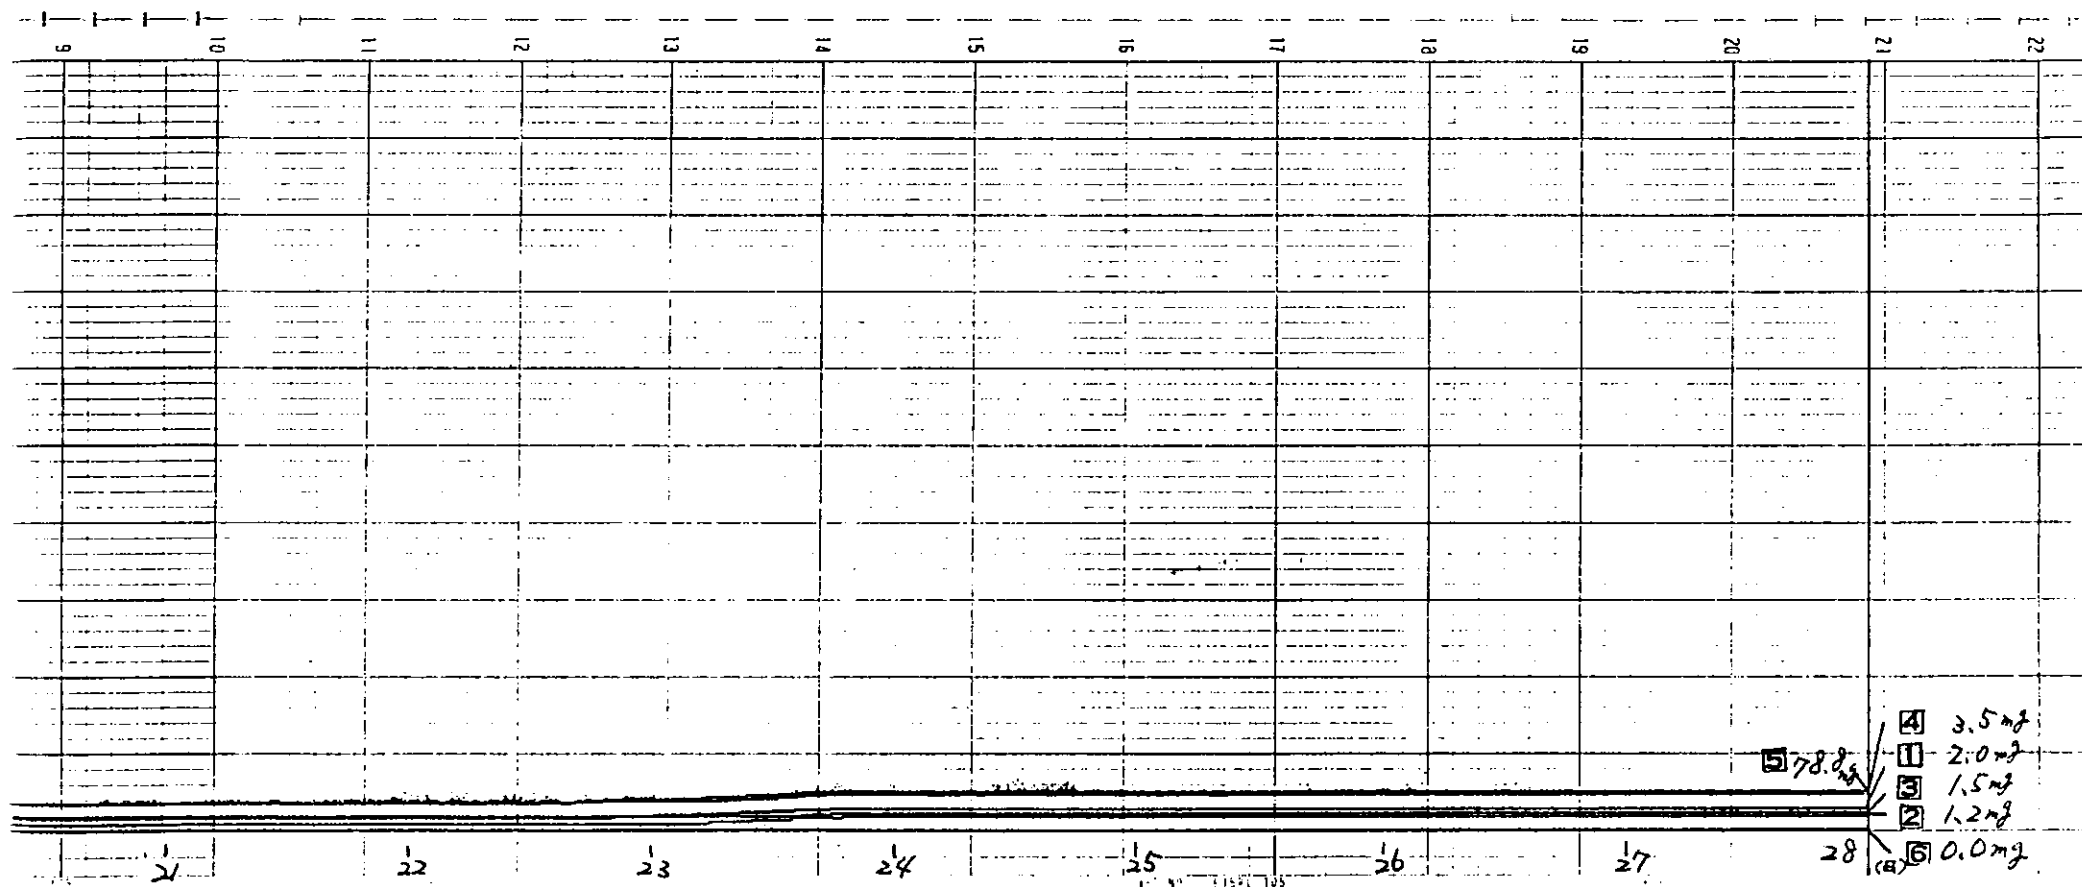 9 10 11 12 13 14 15 16 17 18 19 20 21 22
4 3.5mg
1 2.0mg
5 78.8mg
3 1.5mg
2 1.2mg
6 0.0mg
21 22 23 24 25 26 27 28 (日)